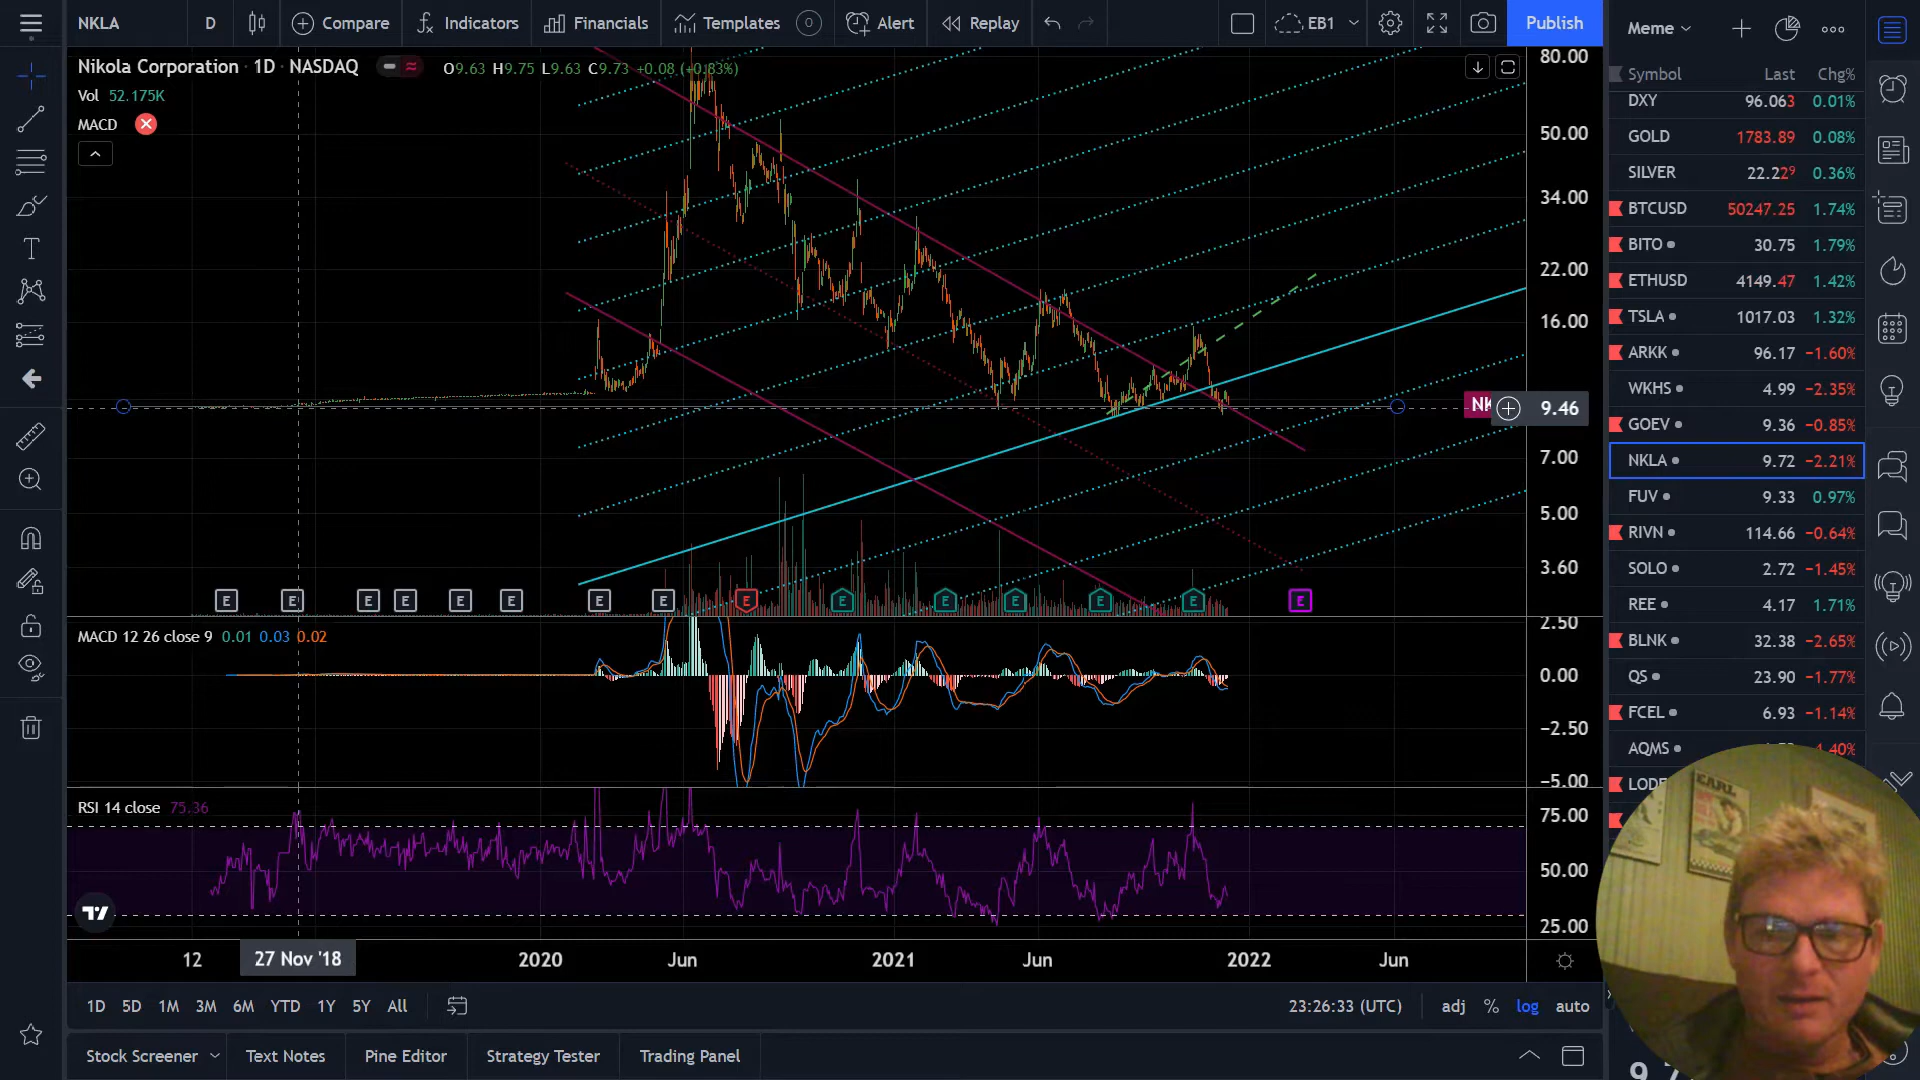 NKLA D Compare Indicators Financials Templates Alert Replay EB1 Publish
Nikola Corporation · 1D · NASDAQ O9.63 H9.75 L9.63 C9.73 +0.08 (+0.83%)
Vol 52.175K
MACD
80.00
50.00
34.00
22.00
16.00
9.46
7.00
5.00
3.60
E E E E E E E E E E E E E E E
MACD 12 26 close 9 0.01 0.03 0.02
2.50
0.00
−2.50
−5.00
RSI 14 close 75.36
75.00
50.00
25.00
12 27 Nov '18 2020 Jun 2021 Jun 2022 Jun
1D 5D 1M 3M 6M YTD 1Y 5Y All 23:26:33 (UTC) adj % log auto
Stock Screener Text Notes Pine Editor Strategy Tester Trading Panel
Meme
Symbol Last Chg%
DXY 96.063 0.01%
GOLD 1783.89 0.08%
SILVER 22.229 0.36%
BTCUSD 50247.25 1.74%
BITO 30.75 1.79%
ETHUSD 4149.47 1.42%
TSLA 1017.03 1.32%
ARKK 96.17 −1.60%
WKHS 4.99 −2.35%
GOEV 9.36 −0.85%
NKLA 9.72 −2.21%
FUV 9.33 0.97%
RIVN 114.66 −0.64%
SOLO 2.72 −1.45%
REE 4.17 1.71%
BLNK 32.38 −2.65%
QS 23.90 −1.77%
FCEL 6.93 −1.14%
AQMS
EARL